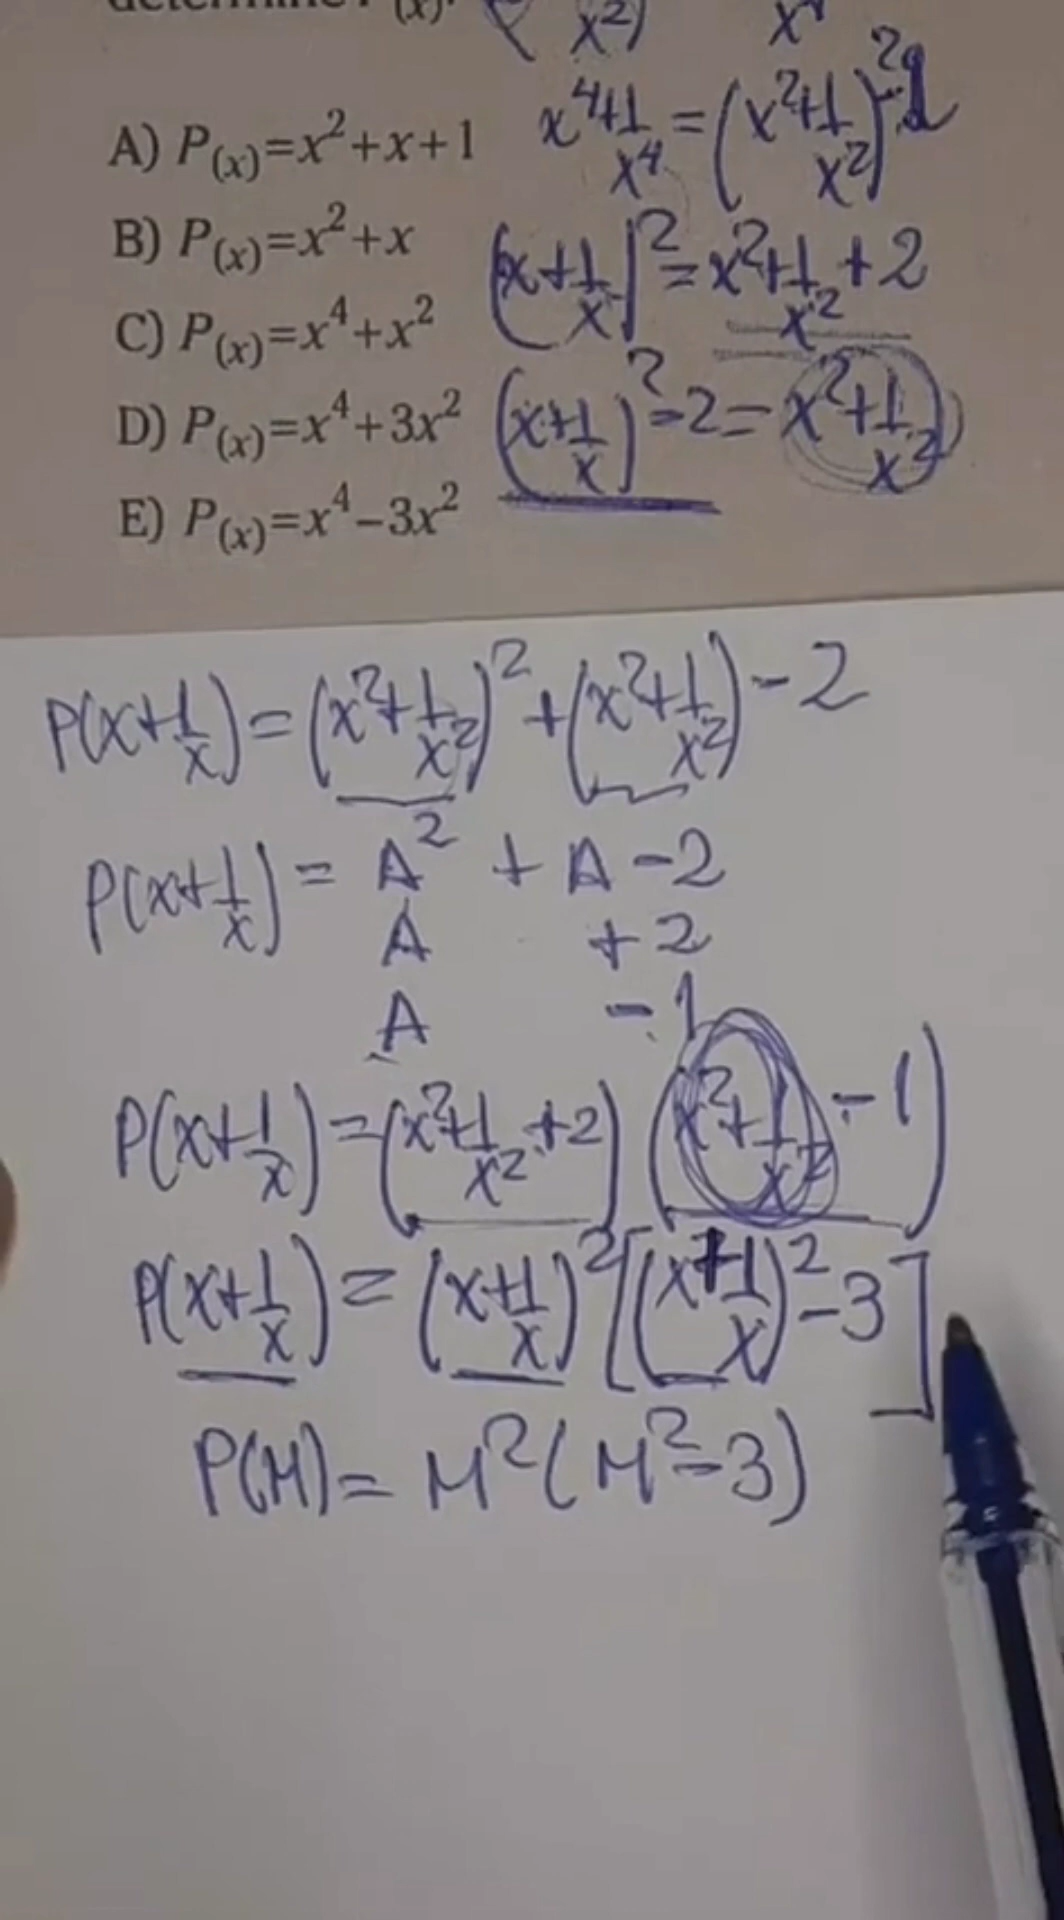 determine P(x).
x²)   x⁴
A) P(x)=x²+x+1
x⁴+1/x⁴ = (x²+1/x²)²-2
B) P(x)=x²+x
(x+1/x)² = x²+1/x²+2
C) P(x)=x⁴+x²
D) P(x)=x⁴+3x²
(x+1/x)²-2 = x²+1/x²
E) P(x)=x⁴-3x²
P(x+1/x) = (x²+1/x²)²+(x²+1/x²)-2
P(x+1/x) = A² + A -2
A +2
A -1
P(x+1/x) = (x²+1/x²+2) (x²+1/x² -1)
P(x+1/x) = (x+1/x)² [(x+1/x)²-3]
P(M) = M²(M²-3)